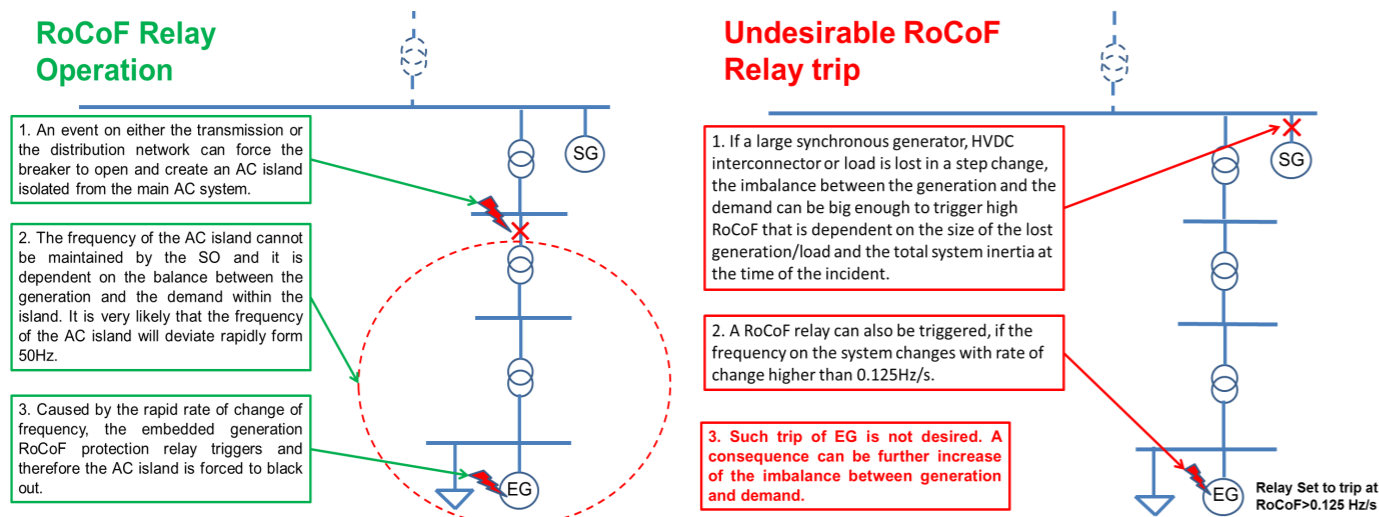 RoCoF Relay
Operation
1. An event on either the transmission or
the distribution network can force the
breaker to open and create an AC island
isolated from the main AC system.
2. The frequency of the AC island cannot
be maintained by the SO and it is
dependent on the balance between the
generation and the demand within the
island. It is very likely that the frequency
of the AC island will deviate rapidly form
50Hz.
3. Caused by the rapid rate of change of
frequency, the embedded generation
RoCoF protection relay triggers and
therefore the AC island is forced to black
out.
SG
EG
Undesirable RoCoF
Relay trip
1. If a large synchronous generator, HVDC
interconnector or load is lost in a step change,
the imbalance between the generation and the
demand can be big enough to trigger high
RoCoF that is dependent on the size of the lost
generation/load and the total system inertia at
the time of the incident.
2. A RoCoF relay can also be triggered, if the
frequency on the system changes with rate of
change higher than 0.125Hz/s.
3. Such trip of EG is not desired. A
consequence can be further increase
of the imbalance between generation
and demand.
SG
EG
Relay Set to trip at
RoCoF>0.125 Hz/s